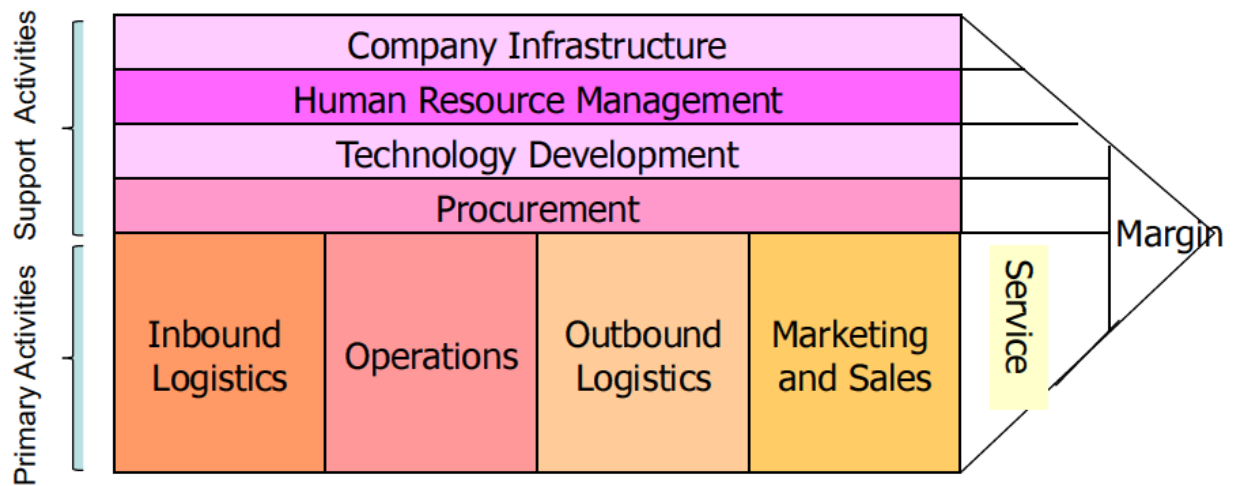 Support Activities
Company Infrastructure
Human Resource Management
Technology Development
Procurement
Margin
Primary Activities
Inbound
Logistics
Operations
Outbound
Logistics
Marketing
and Sales
Service